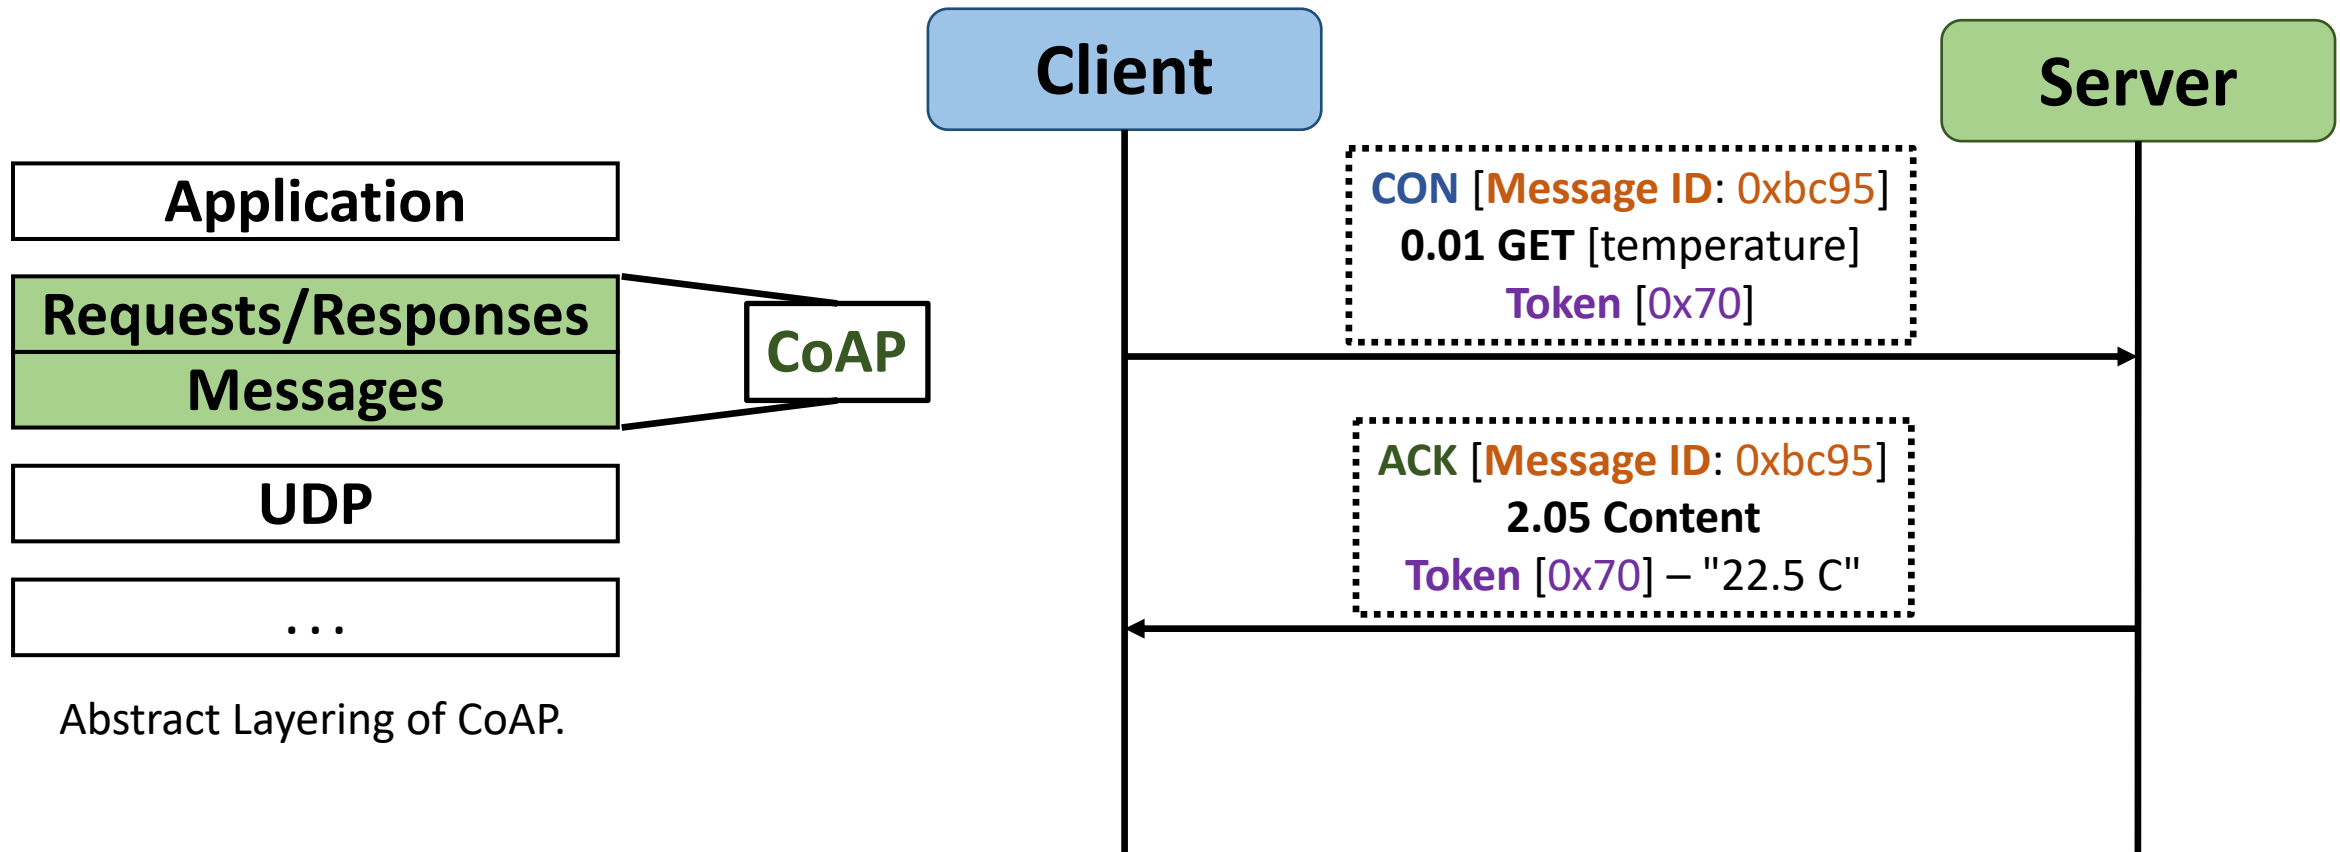 Application
Requests/Responses
Messages
UDP
. . .
Abstract Layering of CoAP.
CoAP
Client
Server
CON [Message ID: 0xbc95]
0.01 GET [temperature]
Token [0x70]
ACK [Message ID: 0xbc95]
2.05 Content
Token [0x70] – "22.5 C"